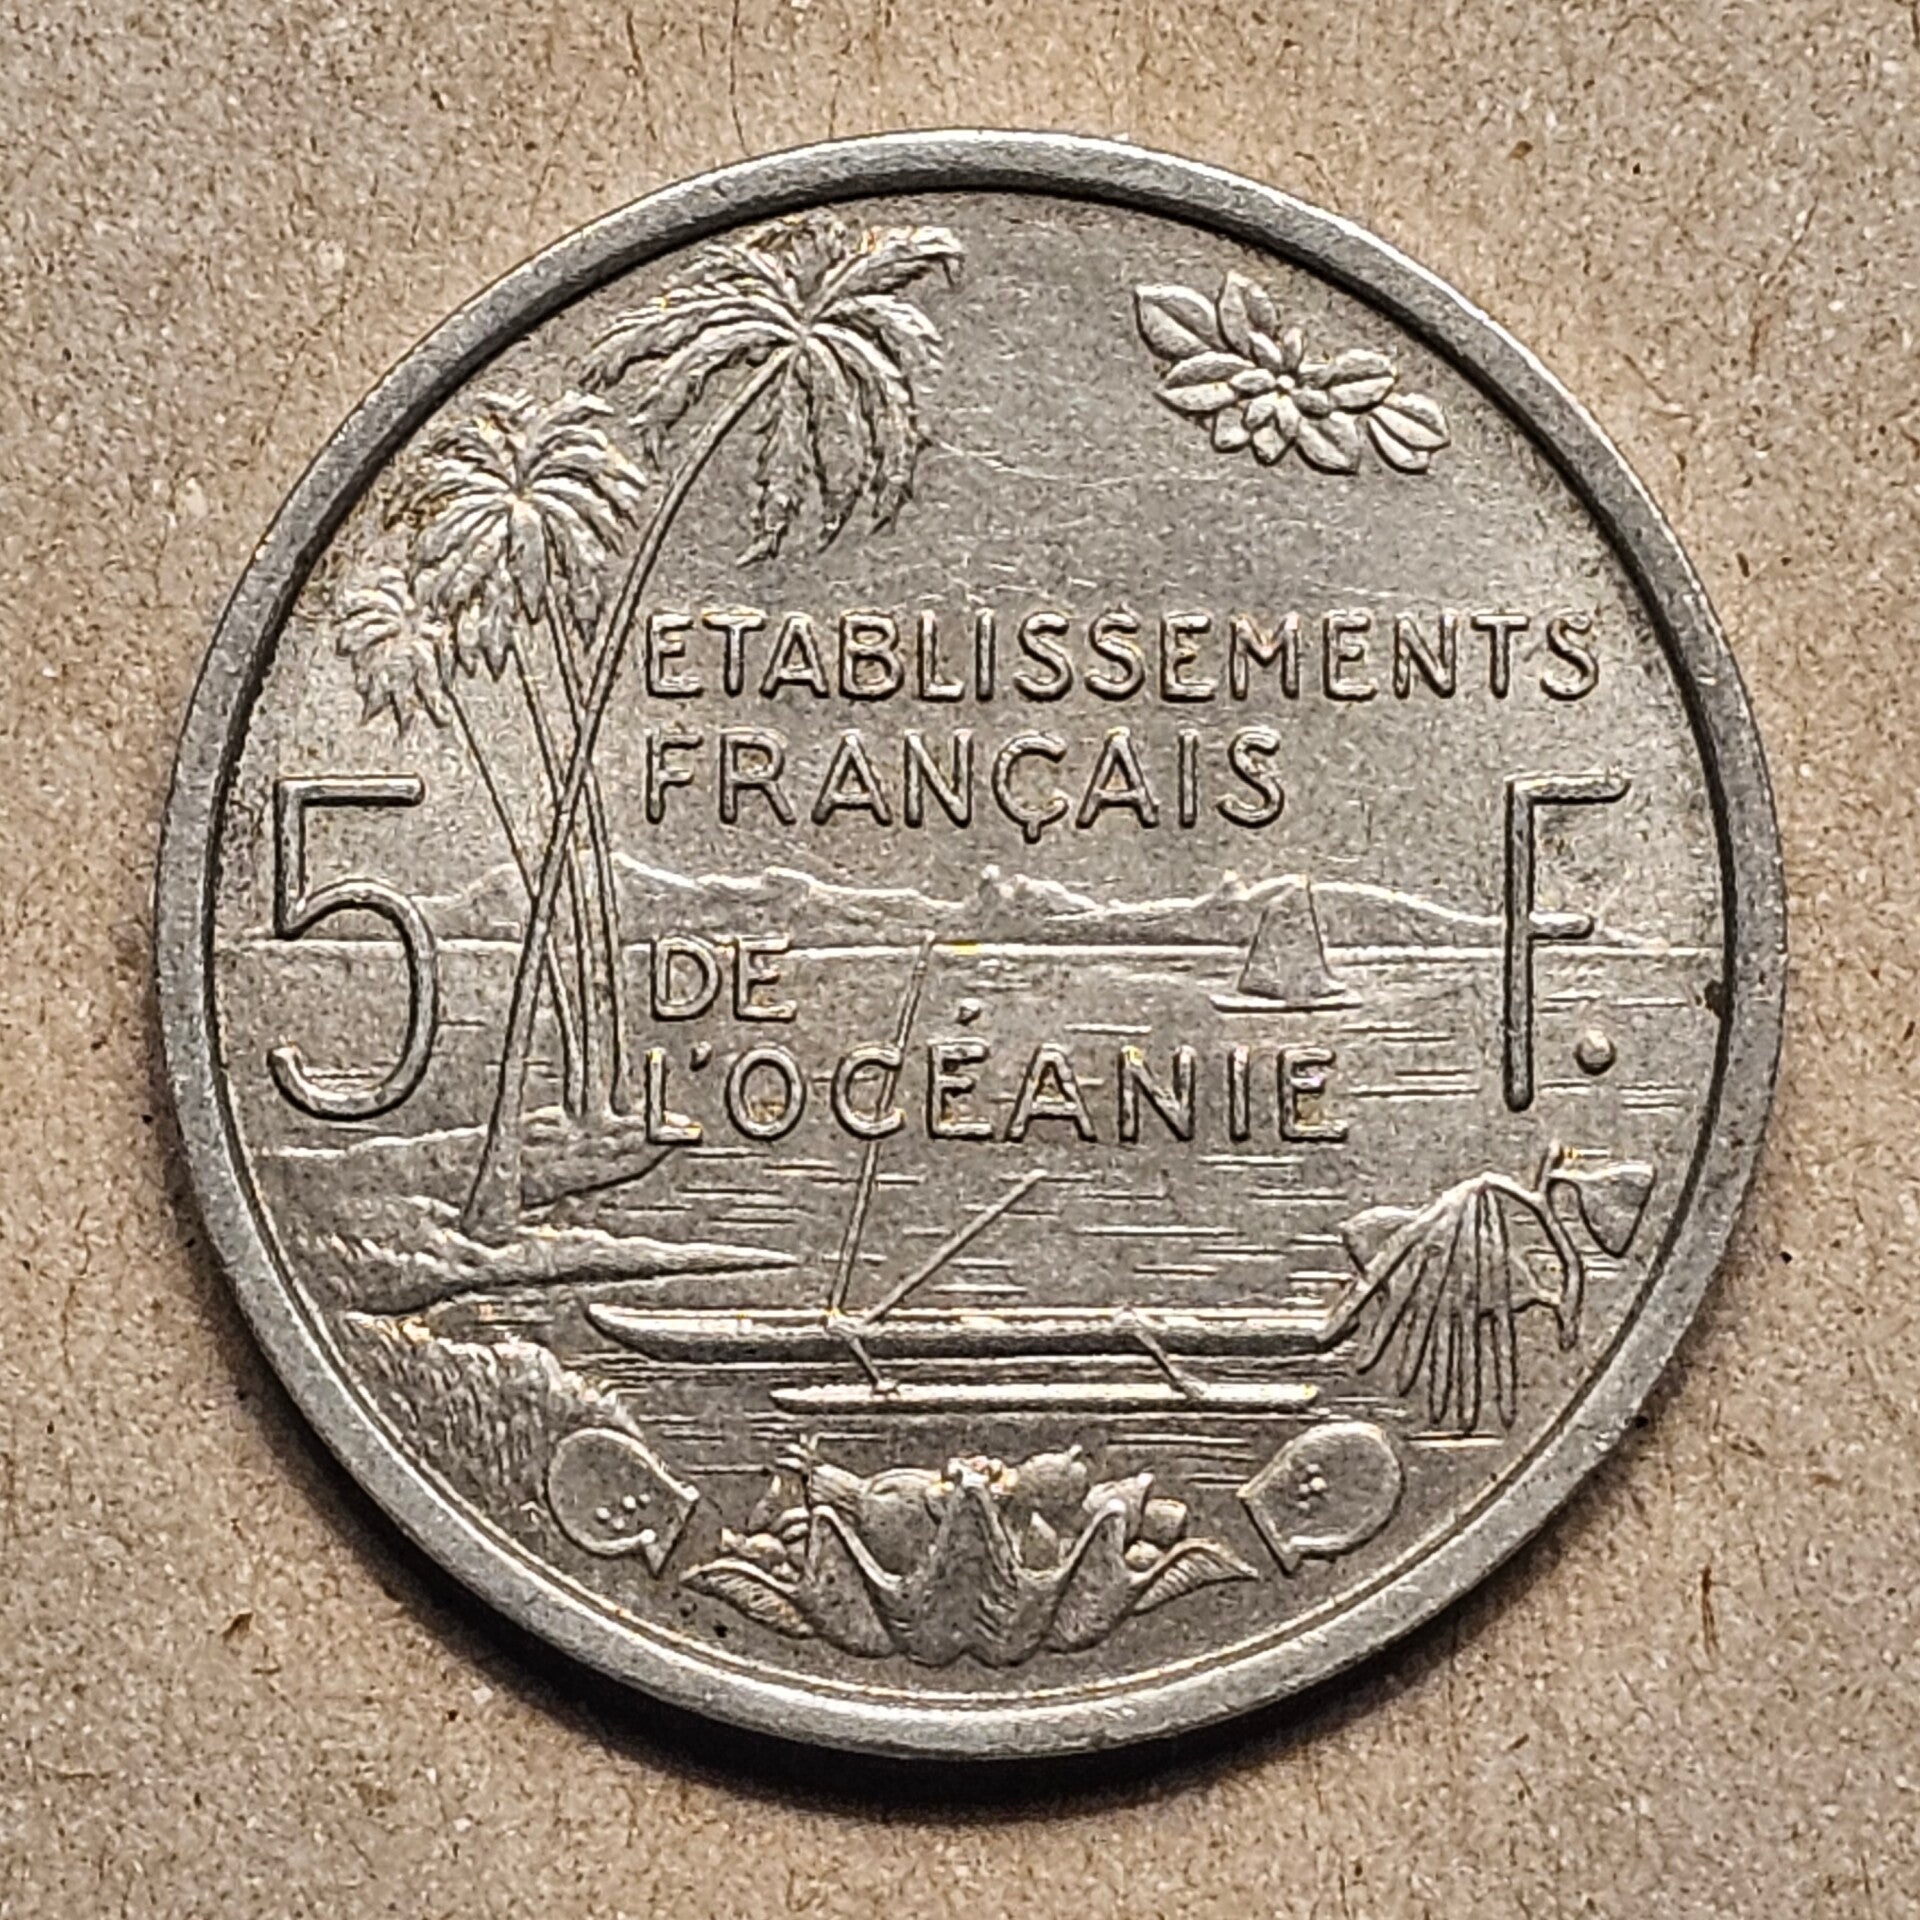 ETABLISSEMENTS
FRANÇAIS
5 F.
DE
L'OCÉANIE